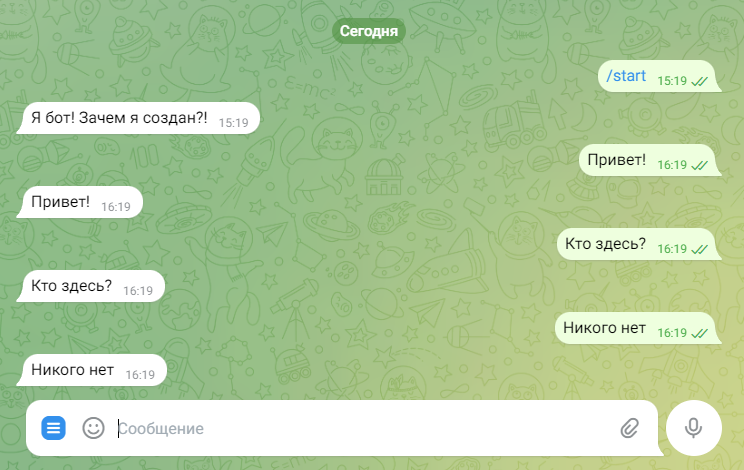 Сегодня
/start 15:19
Я бот! Зачем я создан?! 15:19
Привет! 16:19
Привет! 16:19
Кто здесь? 16:19
Кто здесь? 16:19
Никого нет 16:19
Никого нет 16:19
Сообщение